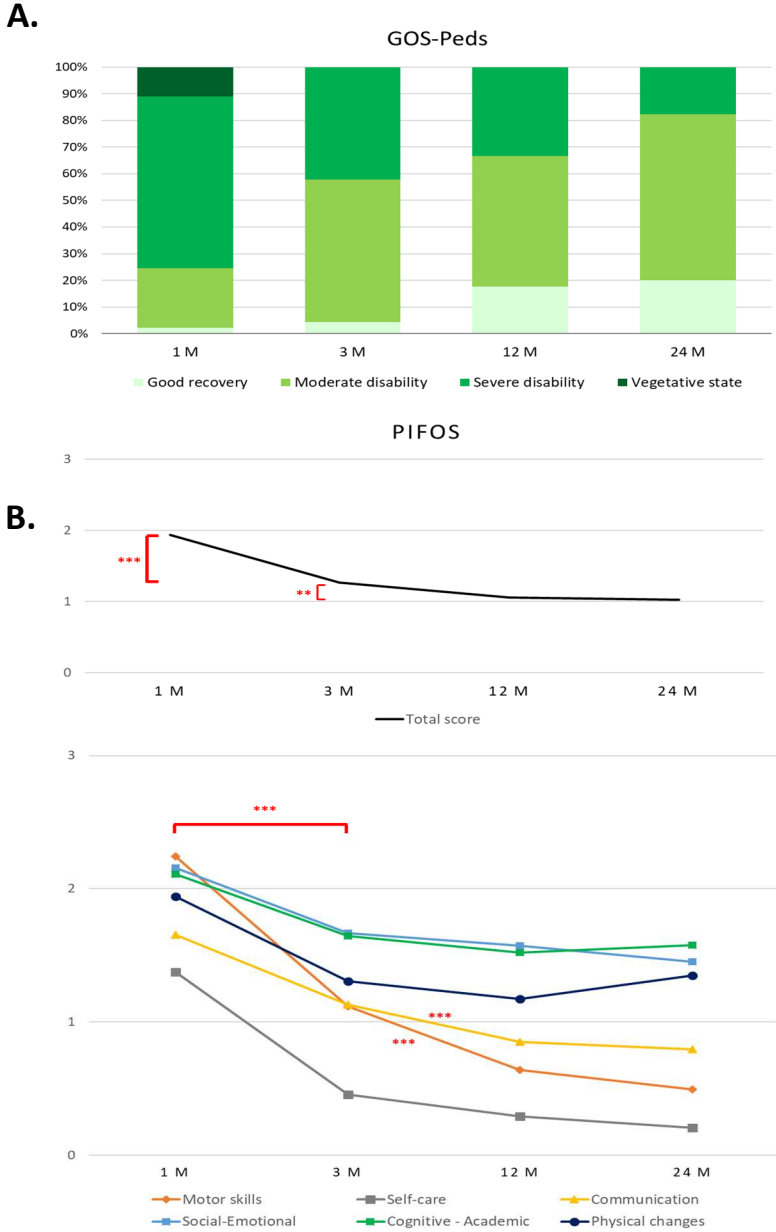 A.
GOS-Peds
100%
90%
80%
70%
60%
50%
40%
30%
20%
10%
0%
1 M 3 M 12 M 24 M
Good recovery Moderate disability Severe disability Vegetative state
PIFOS
3
B.
2
***
**
1
0
1 M 3 M 12 M 24 M
Total score
3
***
2
***
1
***
0
1 M 3 M 12 M 24 M
Motor skills Self-care Communication
Social-Emotional Cognitive - Academic Physical changes